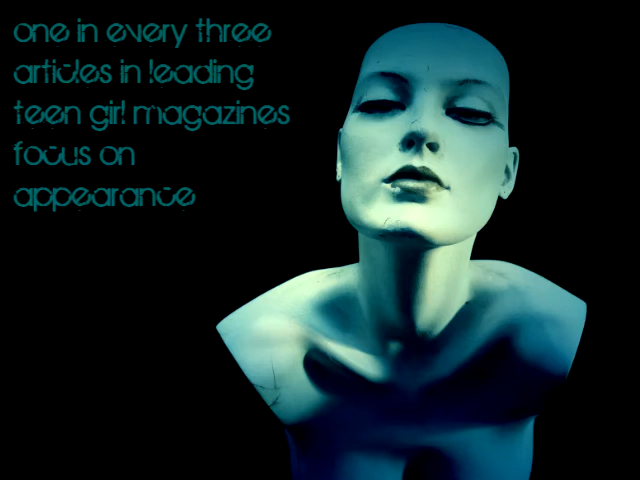 one in every three
articles in leading
teen girl magazines
focus on
appearance